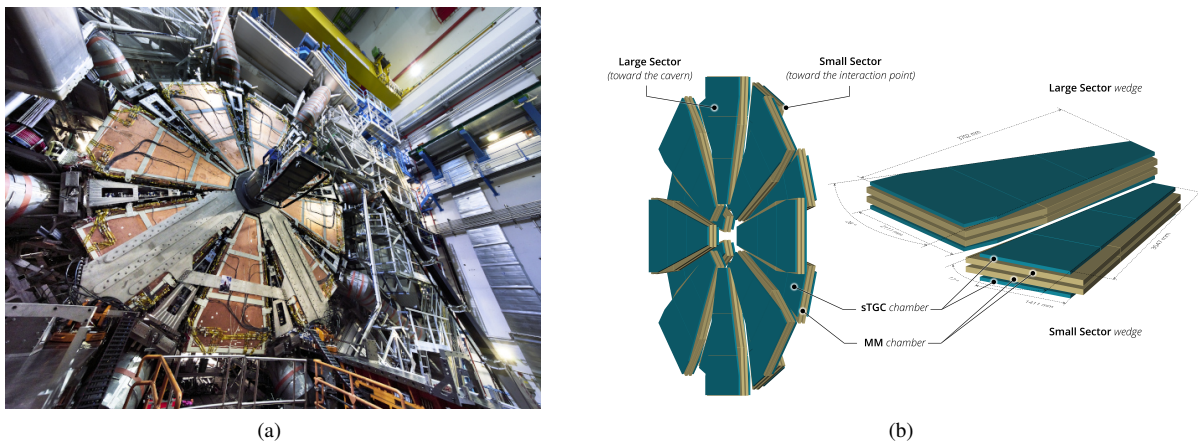 Large Sector
(toward the cavern)
Small Sector
(toward the interaction point)
Large Sector wedge
sTGC chamber
MM chamber
Small Sector wedge
(a)
(b)